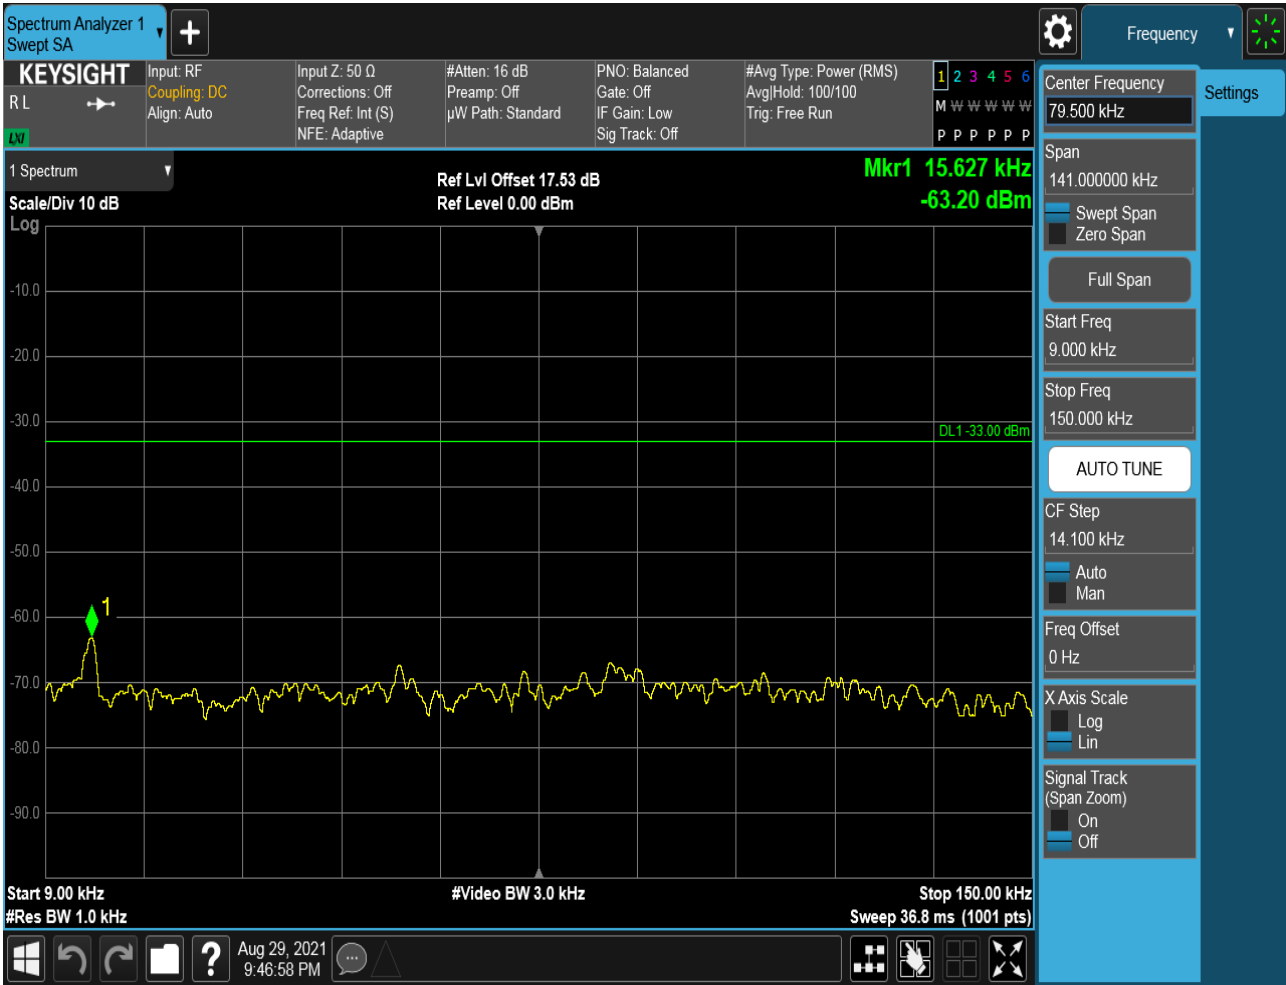 Spectrum Analyzer 1
Swept SA
Frequency
KEYSIGHT
R L
LXI
Input: RF
Coupling: DC
Align: Auto
Input Z: 50 Ω
Corrections: Off
Freq Ref: Int (S)
NFE: Adaptive
#Atten: 16 dB
Preamp: Off
µW Path: Standard
PNO: Balanced
Gate: Off
IF Gain: Low
Sig Track: Off
#Avg Type: Power (RMS)
Avg|Hold: 100/100
Trig: Free Run
1 2 3 4 5 6
M W W W W W
P P P P P P
1 Spectrum
Scale/Div 10 dB
Log
Ref Lvl Offset 17.53 dB
Ref Level 0.00 dBm
Mkr1 15.627 kHz
-63.20 dBm
-10.0
-20.0
-30.0
DL1 -33.00 dBm
-40.0
-50.0
-60.0
1
-70.0
-80.0
-90.0
Start 9.00 kHz
#Res BW 1.0 kHz
#Video BW 3.0 kHz
Stop 150.00 kHz
Sweep 36.8 ms (1001 pts)
Center Frequency
79.500 kHz
Settings
Span
141.000000 kHz
Swept Span
Zero Span
Full Span
Start Freq
9.000 kHz
Stop Freq
150.000 kHz
AUTO TUNE
CF Step
14.100 kHz
Auto
Man
Freq Offset
0 Hz
X Axis Scale
Log
Lin
Signal Track
(Span Zoom)
On
Off
?
Aug 29, 2021
9:46:58 PM